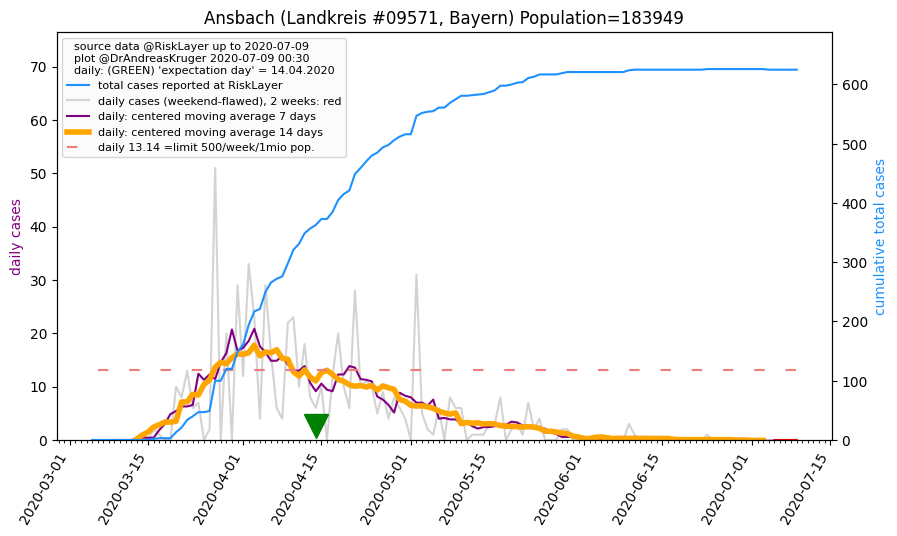 Ansbach (Landkreis #09571, Bayern) Population=183949
source data @RiskLayer up to 2020-07-09
plot @DrAndreasKruger 2020-07-09 00:30
daily: (GREEN) 'expectation day' = 14.04.2020
total cases reported at RiskLayer
daily cases (weekend-flawed), 2 weeks: red
daily: centered moving average 7 days
daily: centered moving average 14 days
daily 13.14 =limit 500/week/1mio pop.
daily cases
70
60
50
40
30
20
10
0
cumulative total cases
600
500
400
300
200
100
0
2020-03-01
2020-03-15
2020-04-01
2020-04-15
2020-05-01
2020-05-15
2020-06-01
2020-06-15
2020-07-01
2020-07-15